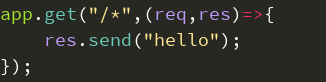 app.get("/*",(req,res)=>{
    res.send("hello");
});